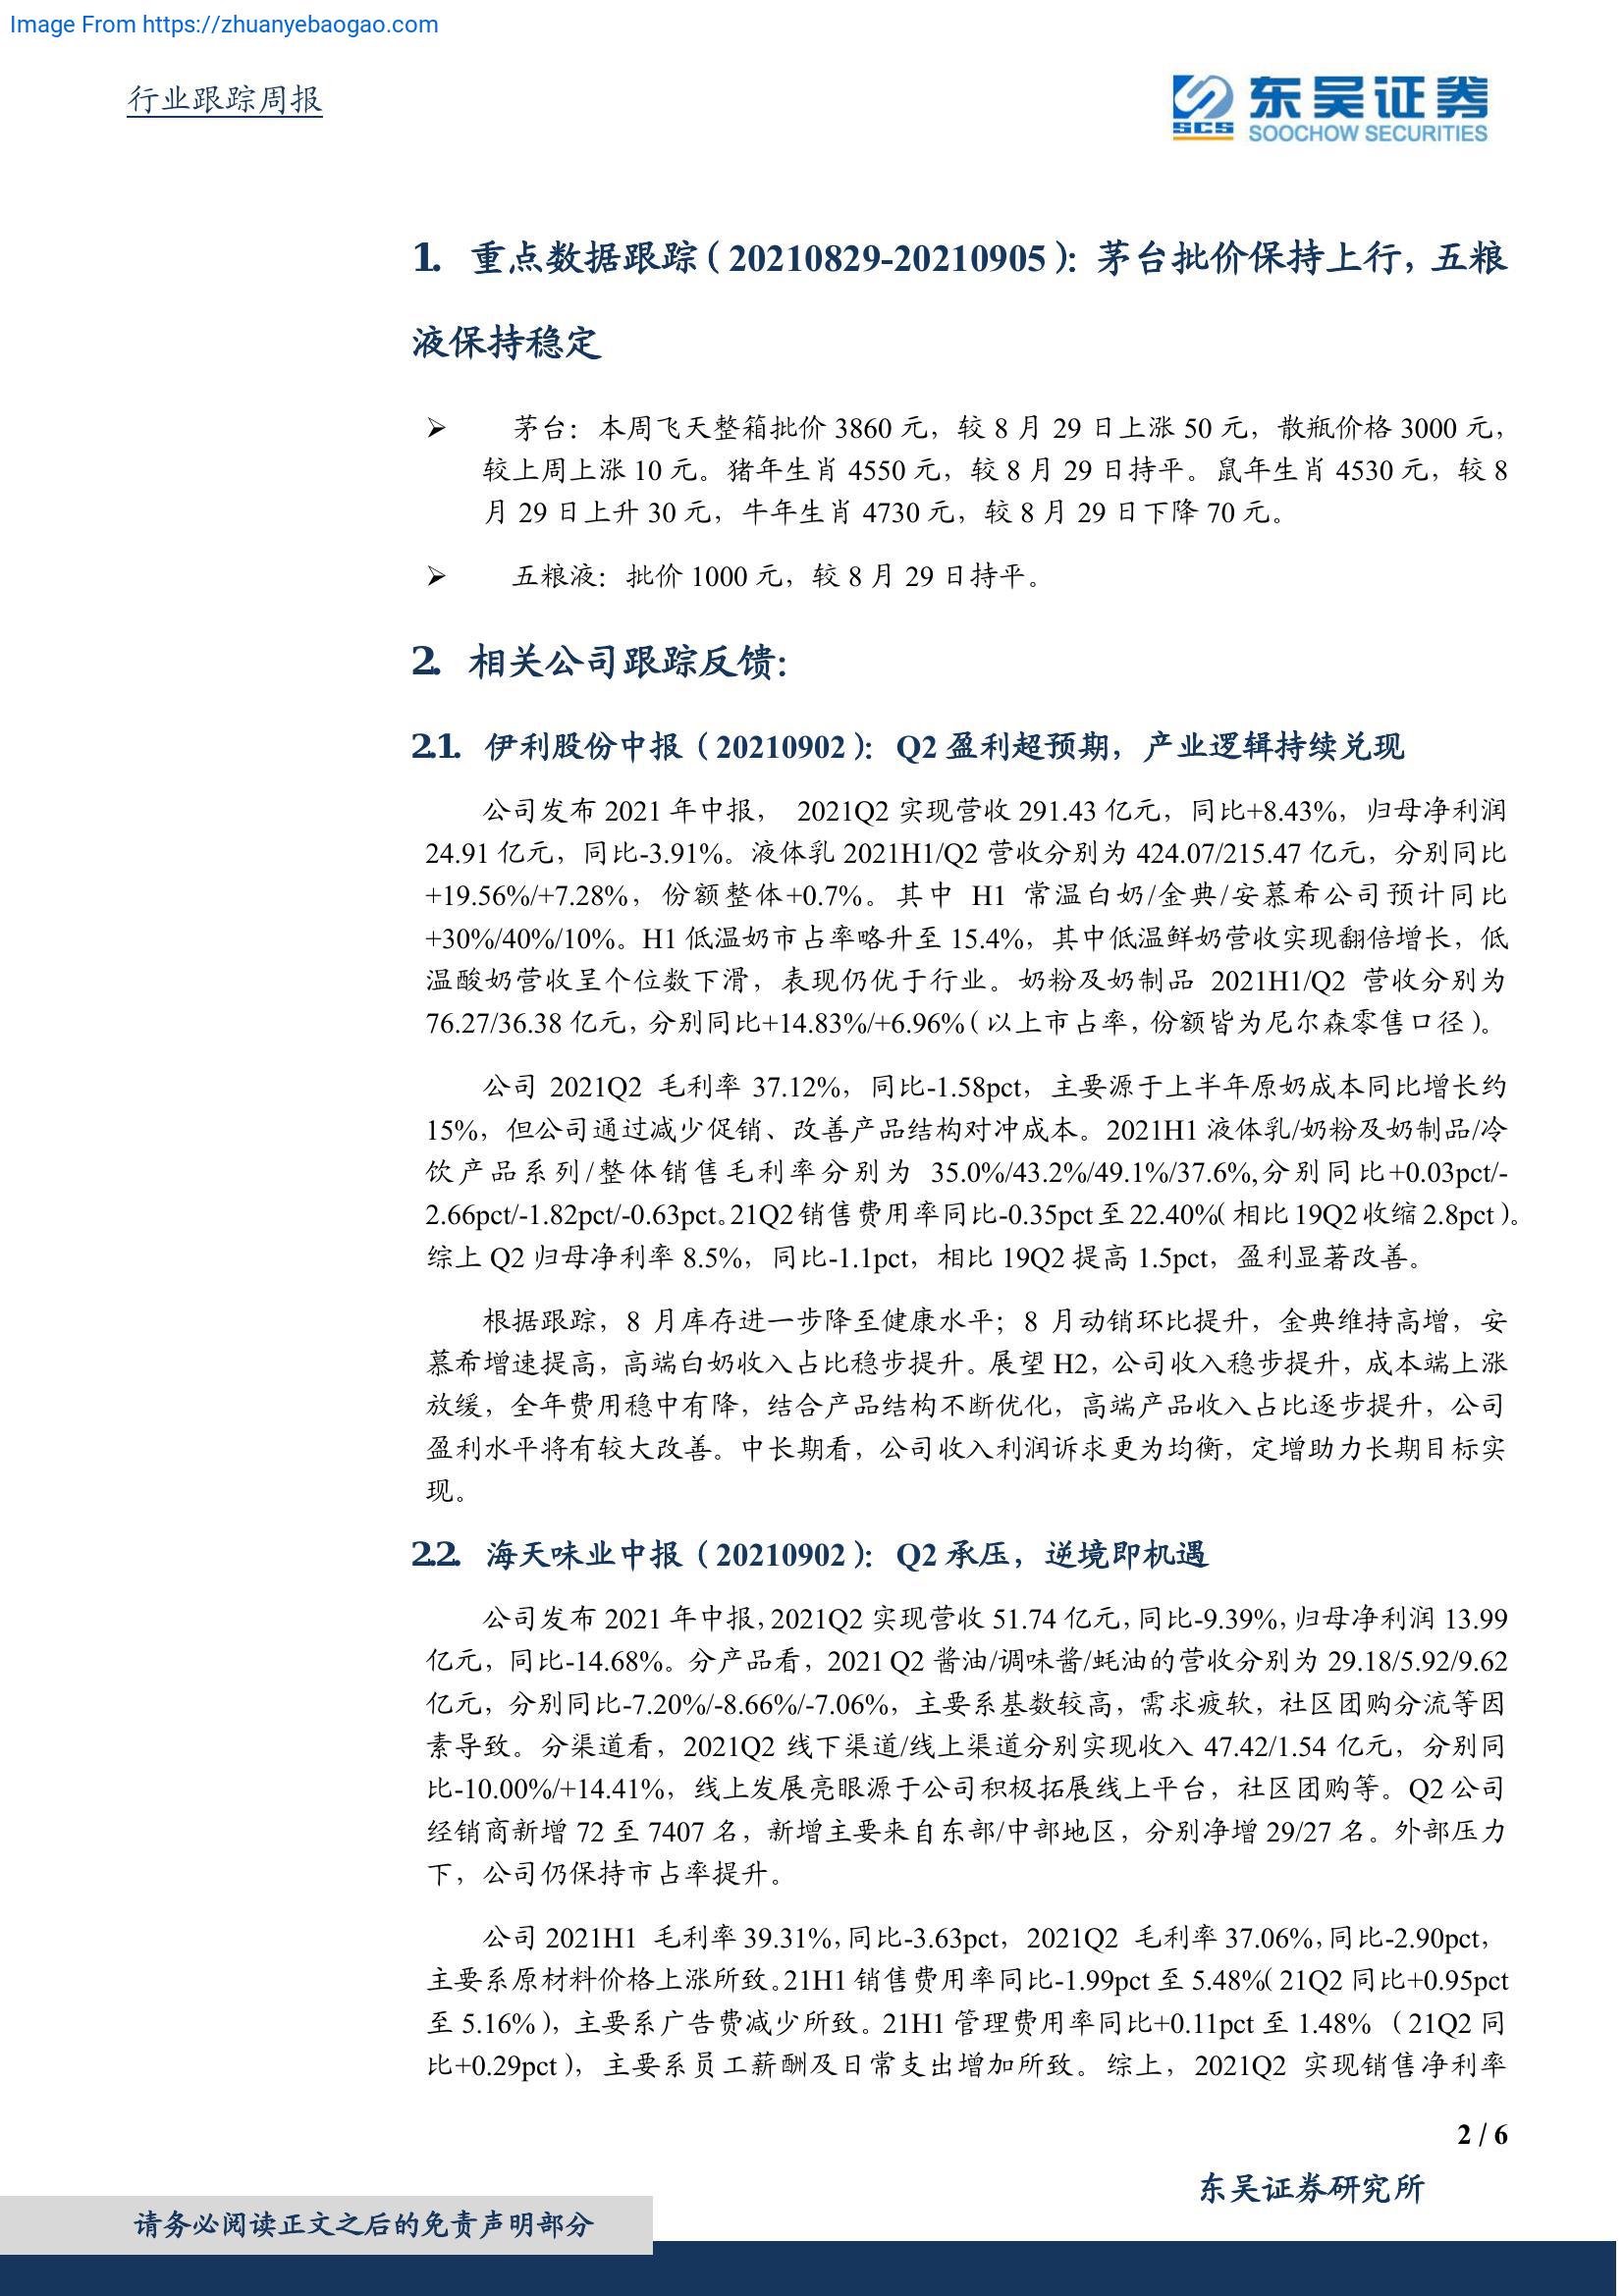 Image From https://zhuanyebaogao.com
行业跟踪周报
东吴证券
SCS
SOOCHOW SECURITIES
1. 重点数据跟踪（20210829-20210905）：茅台批价保持上行，五粮
液保持稳定
➢ 茅台：本周飞天整箱批价 3860 元，较 8 月 29 日上涨 50 元，散瓶价格 3000 元，
较上周上涨 10 元。猪年生肖 4550 元，较 8 月 29 日持平。鼠年生肖 4530 元，较 8
月 29 日上升 30 元，牛年生肖 4730 元，较 8 月 29 日下降 70 元。
➢ 五粮液：批价 1000 元，较 8 月 29 日持平。
2. 相关公司跟踪反馈：
2.1. 伊利股份中报（20210902）：Q2 盈利超预期，产业逻辑持续兑现
公司发布 2021 年中报， 2021Q2 实现营收 291.43 亿元，同比+8.43%，归母净利润
24.91 亿元，同比-3.91%。液体乳 2021H1/Q2 营收分别为 424.07/215.47 亿元，分别同比
+19.56%/+7.28%，份额整体+0.7%。其中 H1 常温白奶/金典/安慕希公司预计同比
+30%/40%/10%。H1 低温奶市占率略升至 15.4%，其中低温鲜奶营收实现翻倍增长，低
温酸奶营收呈个位数下滑，表现仍优于行业。奶粉及奶制品 2021H1/Q2 营收分别为
76.27/36.38 亿元，分别同比+14.83%/+6.96%（以上市占率，份额皆为尼尔森零售口径）。
公司 2021Q2 毛利率 37.12%，同比-1.58pct，主要源于上半年原奶成本同比增长约
15%，但公司通过减少促销、改善产品结构对冲成本。2021H1 液体乳/奶粉及奶制品/冷
饮产品系列/整体销售毛利率分别为 35.0%/43.2%/49.1%/37.6%,分别同比+0.03pct/-
2.66pct/-1.82pct/-0.63pct。21Q2 销售费用率同比-0.35pct 至 22.40%（相比 19Q2 收缩 2.8pct）。
综上 Q2 归母净利率 8.5%，同比-1.1pct，相比 19Q2 提高 1.5pct，盈利显著改善。
根据跟踪，8 月库存进一步降至健康水平；8 月动销环比提升，金典维持高增，安
慕希增速提高，高端白奶收入占比稳步提升。展望 H2，公司收入稳步提升，成本端上涨
放缓，全年费用稳中有降，结合产品结构不断优化，高端产品收入占比逐步提升，公司
盈利水平将有较大改善。中长期看，公司收入利润诉求更为均衡，定增助力长期目标实
现。
2.2. 海天味业中报（20210902）：Q2 承压，逆境即机遇
公司发布 2021 年中报，2021Q2 实现营收 51.74 亿元，同比-9.39%，归母净利润 13.99
亿元，同比-14.68%。分产品看，2021 Q2 酱油/调味酱/蚝油的营收分别为 29.18/5.92/9.62
亿元，分别同比-7.20%/-8.66%/-7.06%，主要系基数较高，需求疲软，社区团购分流等因
素导致。分渠道看，2021Q2 线下渠道/线上渠道分别实现收入 47.42/1.54 亿元，分别同
比-10.00%/+14.41%，线上发展亮眼源于公司积极拓展线上平台，社区团购等。Q2 公司
经销商新增 72 至 7407 名，新增主要来自东部/中部地区，分别净增 29/27 名。外部压力
下，公司仍保持市占率提升。
公司 2021H1 毛利率 39.31%，同比-3.63pct，2021Q2 毛利率 37.06%，同比-2.90pct，
主要系原材料价格上涨所致。21H1 销售费用率同比-1.99pct 至 5.48%（21Q2 同比+0.95pct
至 5.16%），主要系广告费减少所致。21H1 管理费用率同比+0.11pct 至 1.48% （21Q2 同
比+0.29pct），主要系员工薪酬及日常支出增加所致。综上，2021Q2 实现销售净利率
2 / 6
东吴证券研究所
请务必阅读正文之后的免责声明部分